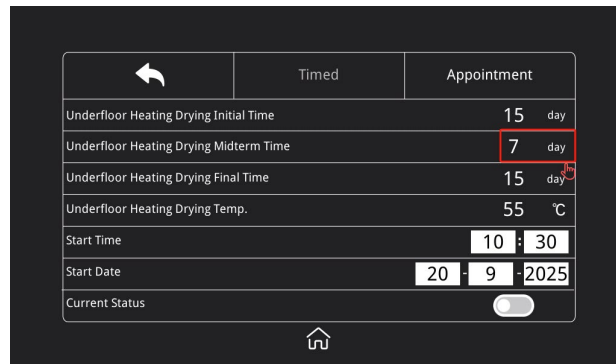 Timed Appointment
Underfloor Heating Drying Initial Time 15 day
Underfloor Heating Drying Midterm Time 7 day
Underfloor Heating Drying Final Time 15 day
Underfloor Heating Drying Temp. 55 ℃
Start Time 10 : 30
Start Date 20 - 9 - 2025
Current Status